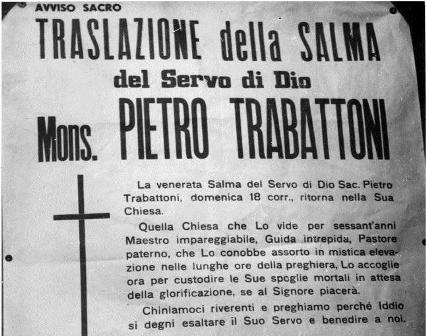 AVVISO SACRO
TRASLAZIONE della SALMA
del Servo di Dio
Mons. PIETRO TRABATTONI
La venerata Salma del Servo di Dio Sac. Pietro
Trabattoni, domenica 18 corr., ritorna nella Sua
Chiesa.
Quella Chiesa che Lo vide per sessant'anni
Maestro impareggiabile, Guida intrepida, Pastore
paterno, che Lo conobbe assorto in mistica eleva-
zione nelle lunghe ore della preghiera, Lo accoglie
ora per custodire le Sue spoglie mortali in attesa
della glorificazione, se al Signore piacerà.
Chiniamoci riverenti e preghiamo perché Iddio
si degni esaltare il Suo Servo e benedire a noi.